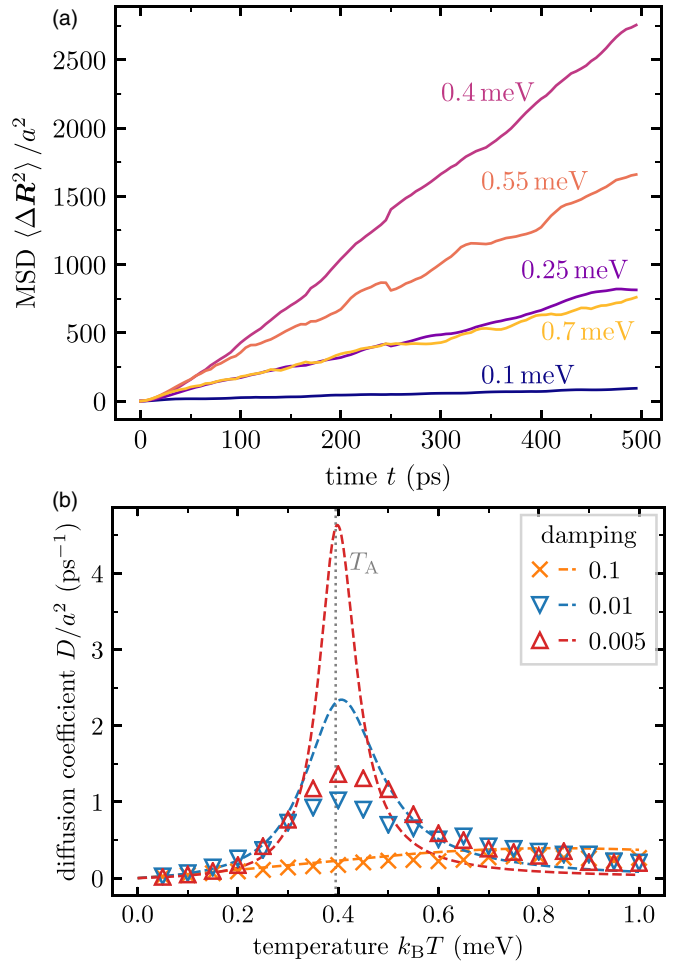 (a)
MSD ⟨Δ𝑹²⟩/a²
2500
2000
1500
1000
500
0
0.4 meV
0.55 meV
0.25 meV
0.7 meV
0.1 meV
0 100 200 300 400 500
time t (ps)
(b)
diffusion coefficient D/a² (ps⁻¹)
4
3
2
1
0
T_A
damping
0.1
0.01
0.005
0.0 0.2 0.4 0.6 0.8 1.0
temperature k_BT (meV)